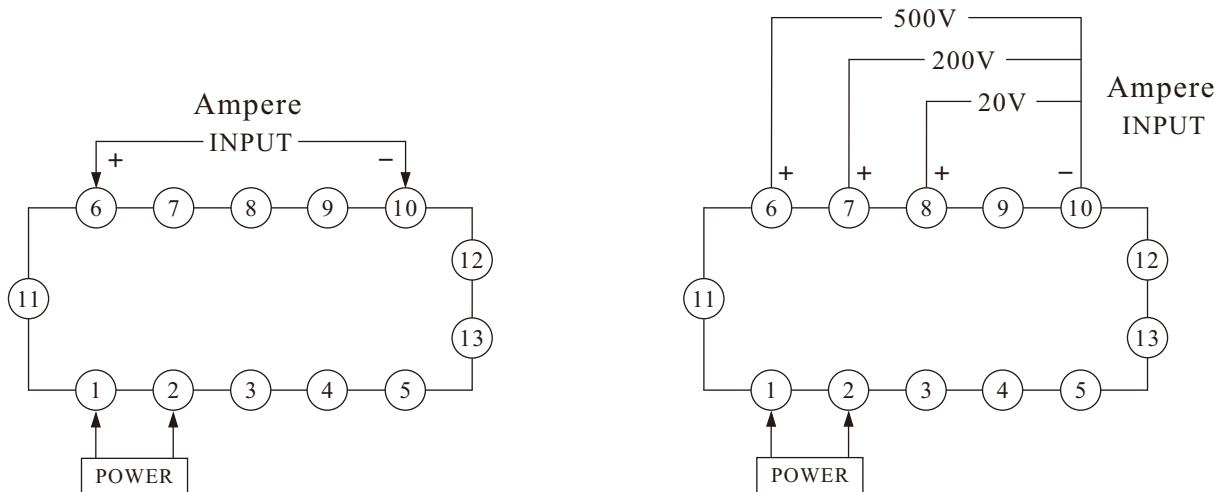 Ampere
INPUT
+ −
6 7 8 9 10
12
11
13
1 2 3 4 5
POWER
500V
200V
20V
Ampere
INPUT
+ + + −
6 7 8 9 10
12
11
13
1 2 3 4 5
POWER